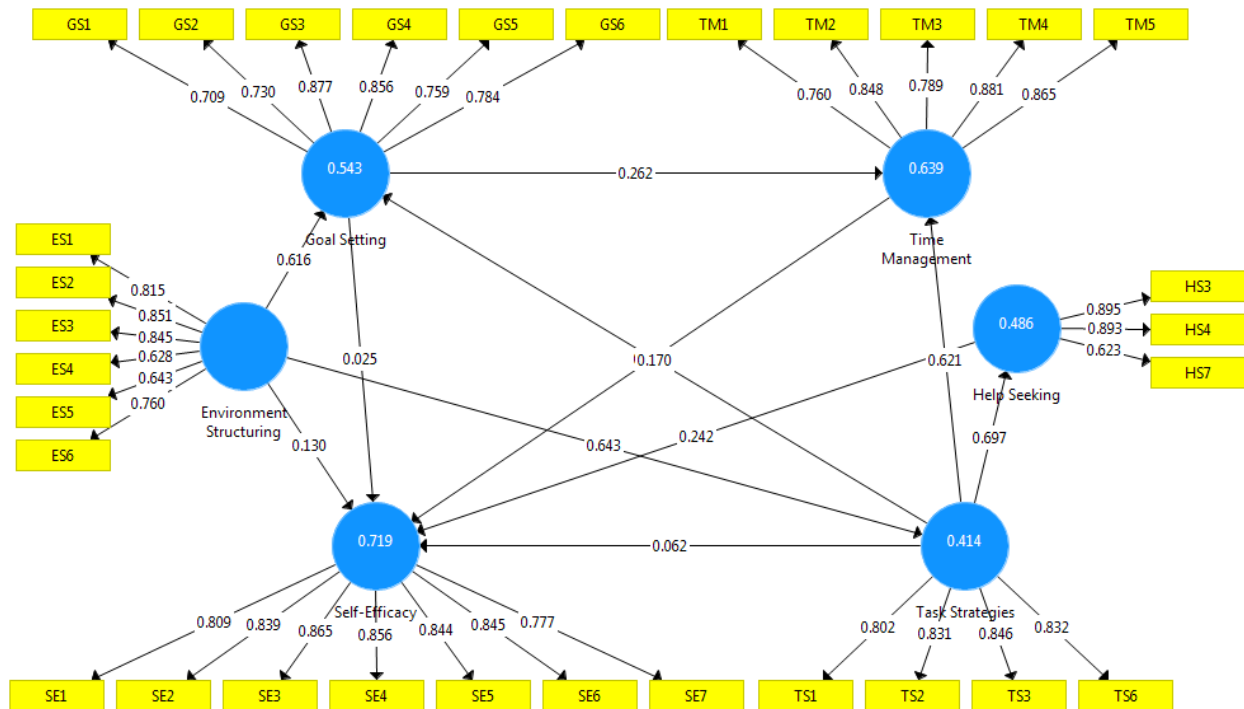 GS1 GS2 GS3 GS4 GS5 GS6 TM1 TM2 TM3 TM4 TM5
0.709 0.730 0.877 0.856 0.759 0.784 0.760 0.848 0.789 0.881 0.865
0.543 0.262 0.639
Goal Setting
Time
Management
ES1
ES2
ES3
ES4
ES5
ES6
0.815
0.851
0.845
0.628
0.643
0.760
0.616
Environment
Structuring
0.025
0.170
0.621
0.486
Help Seeking
0.895
0.893
0.623
HS3
HS4
HS7
0.130
0.643
0.242
0.697
0.719
Self-Efficacy
0.062
0.414
Task Strategies
0.809 0.839 0.865 0.856 0.844 0.845 0.777
0.802 0.831 0.846 0.832
SE1 SE2 SE3 SE4 SE5 SE6 SE7 TS1 TS2 TS3 TS6